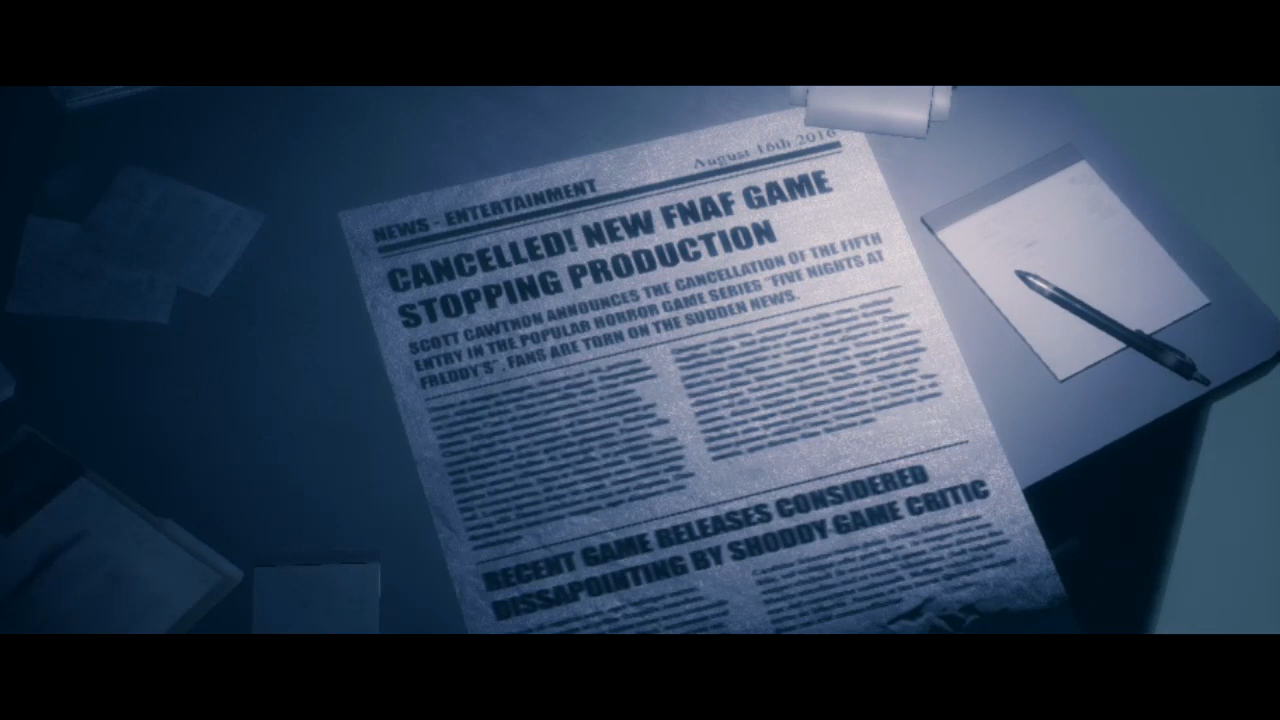 August 16th 2016
NEWS - ENTERTAINMENT
CANCELLED! NEW FNAF GAME
STOPPING PRODUCTION
SCOTT CAWTHON ANNOUNCES THE CANCELLATION OF THE FIFTH
ENTRY IN THE POPULAR HORROR GAME SERIES "FIVE NIGHTS AT
FREDDY'S", FANS ARE TORN ON THE SUDDEN NEWS.
RECENT GAME RELEASES CONSIDERED
DISSAPOINTING BY SHODDY GAME CRITIC